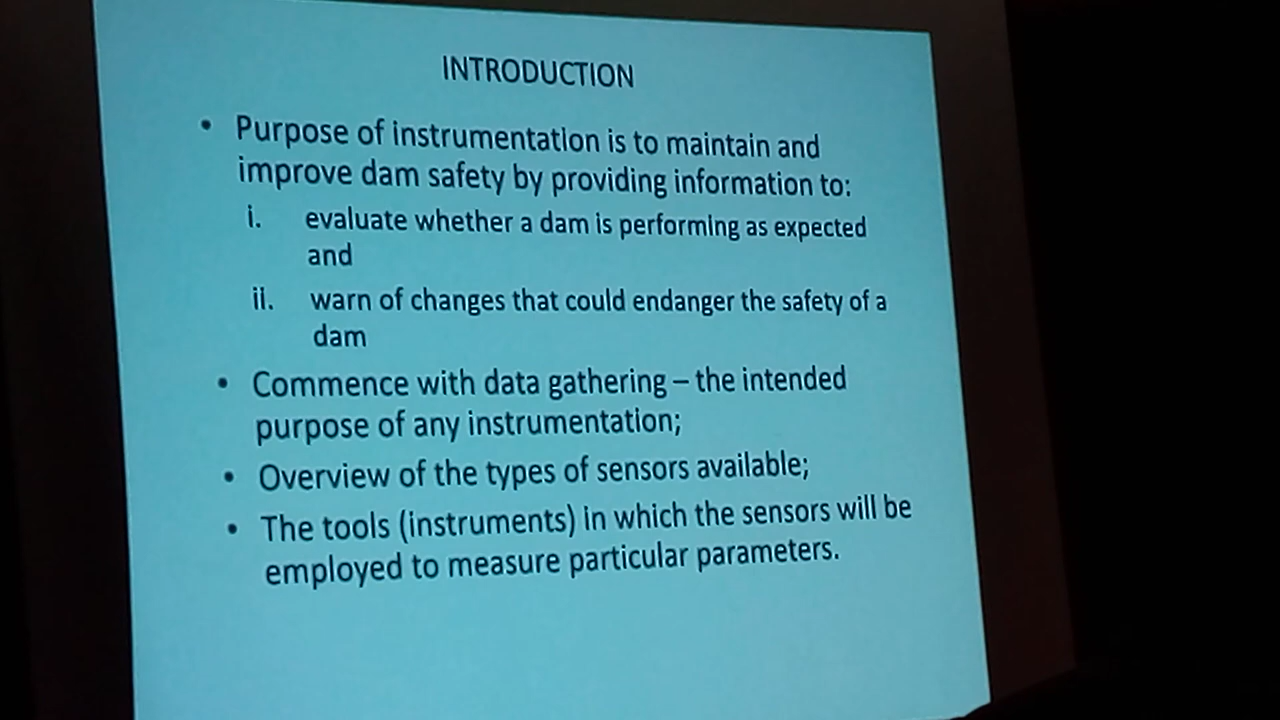 INTRODUCTION
• Purpose of instrumentation is to maintain and
improve dam safety by providing information to:
i. evaluate whether a dam is performing as expected
and
ii. warn of changes that could endanger the safety of a
dam
• Commence with data gathering – the intended
purpose of any instrumentation;
• Overview of the types of sensors available;
• The tools (instruments) in which the sensors will be
employed to measure particular parameters.